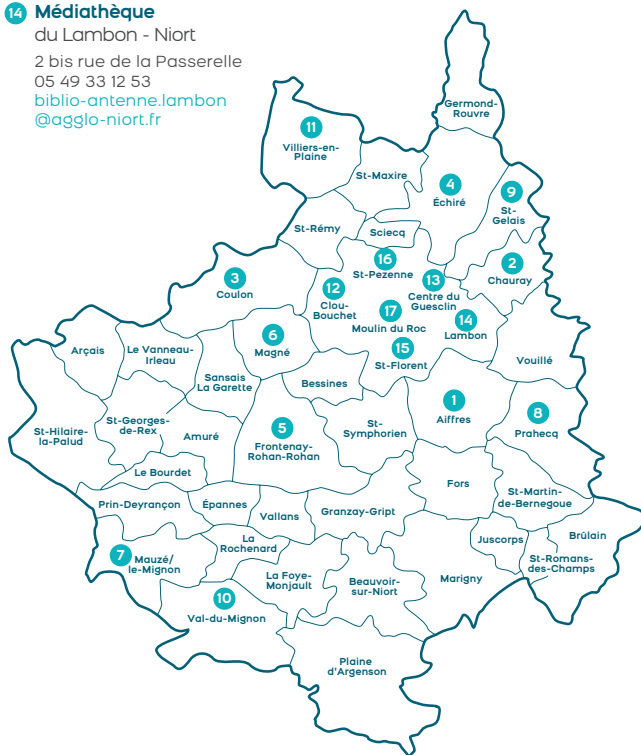 14 Médiathèque
du Lambon - Niort
2 bis rue de la Passerelle
05 49 33 12 53
biblio-antenne.lambon
@agglo-niort.fr
Germond-
Rouvre
11
Villiers-en-
Plaine
St-Maxire
4
Échiré
9
St-
Gelais
St-Rémy
Sciecq
16
St-Pezenne
2
Chauray
3
Coulon
12
Clou-
Bouchet
13
Centre du
Guesclin
17
Moulin du Roc
14
Lambon
6
Magné
15
St-Florent
Vouillé
Arçais
Le Vanneau-
Irleau
Sansais
La Garette
Bessines
1
Aiffres
8
Prahecq
St-Hilaire-
la-Palud
St-Georges-
de-Rex
Amuré
5
Frontenay-
Rohan-Rohan
St-
Symphorien
Le Bourdet
Fors
St-Martin-
de-Bernegoue
Prin-Deyrançon
Épannes
Vallans
Granzay-Gript
7
Mauzé/
le-Mignon
La
Rochenard
Juscorps
Brûlain
St-Romans-
des-Champs
La Foye-
Monjault
Beauvoir-
sur-Niort
Marigny
10
Val-du-Mignon
Plaine
d'Argenson